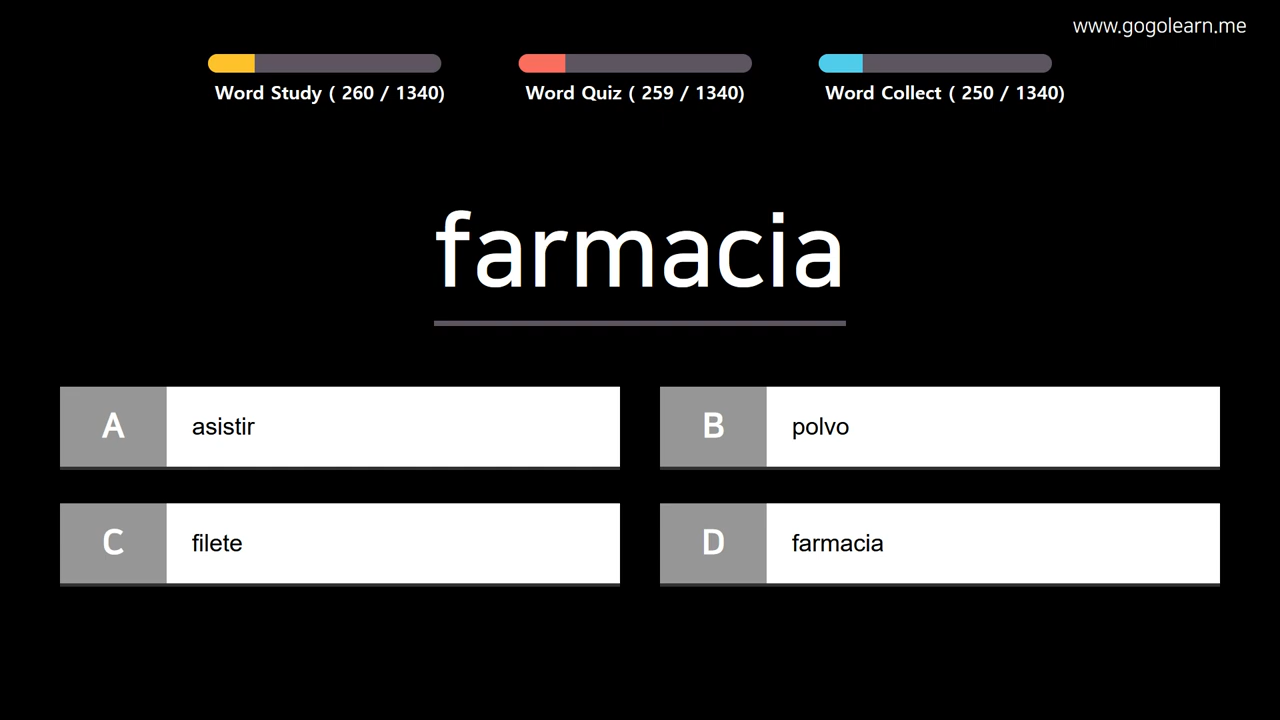 www.gogolearn.me
Word Study ( 260 / 1340)
Word Quiz ( 259 / 1340)
Word Collect ( 250 / 1340)
farmacia
A
asistir
B
polvo
C
filete
D
farmacia